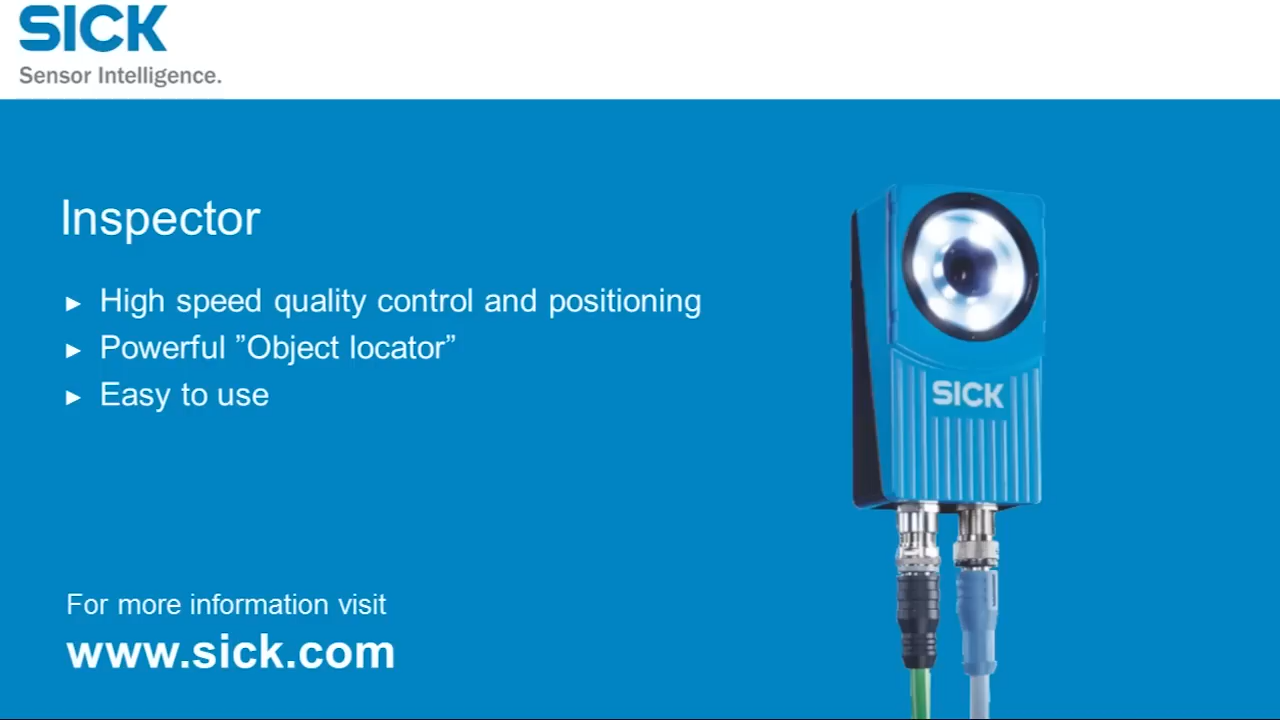 SICK
Sensor Intelligence.
Inspector
► High speed quality control and positioning
► Powerful ”Object locator”
► Easy to use
SICK
For more information visit
www.sick.com